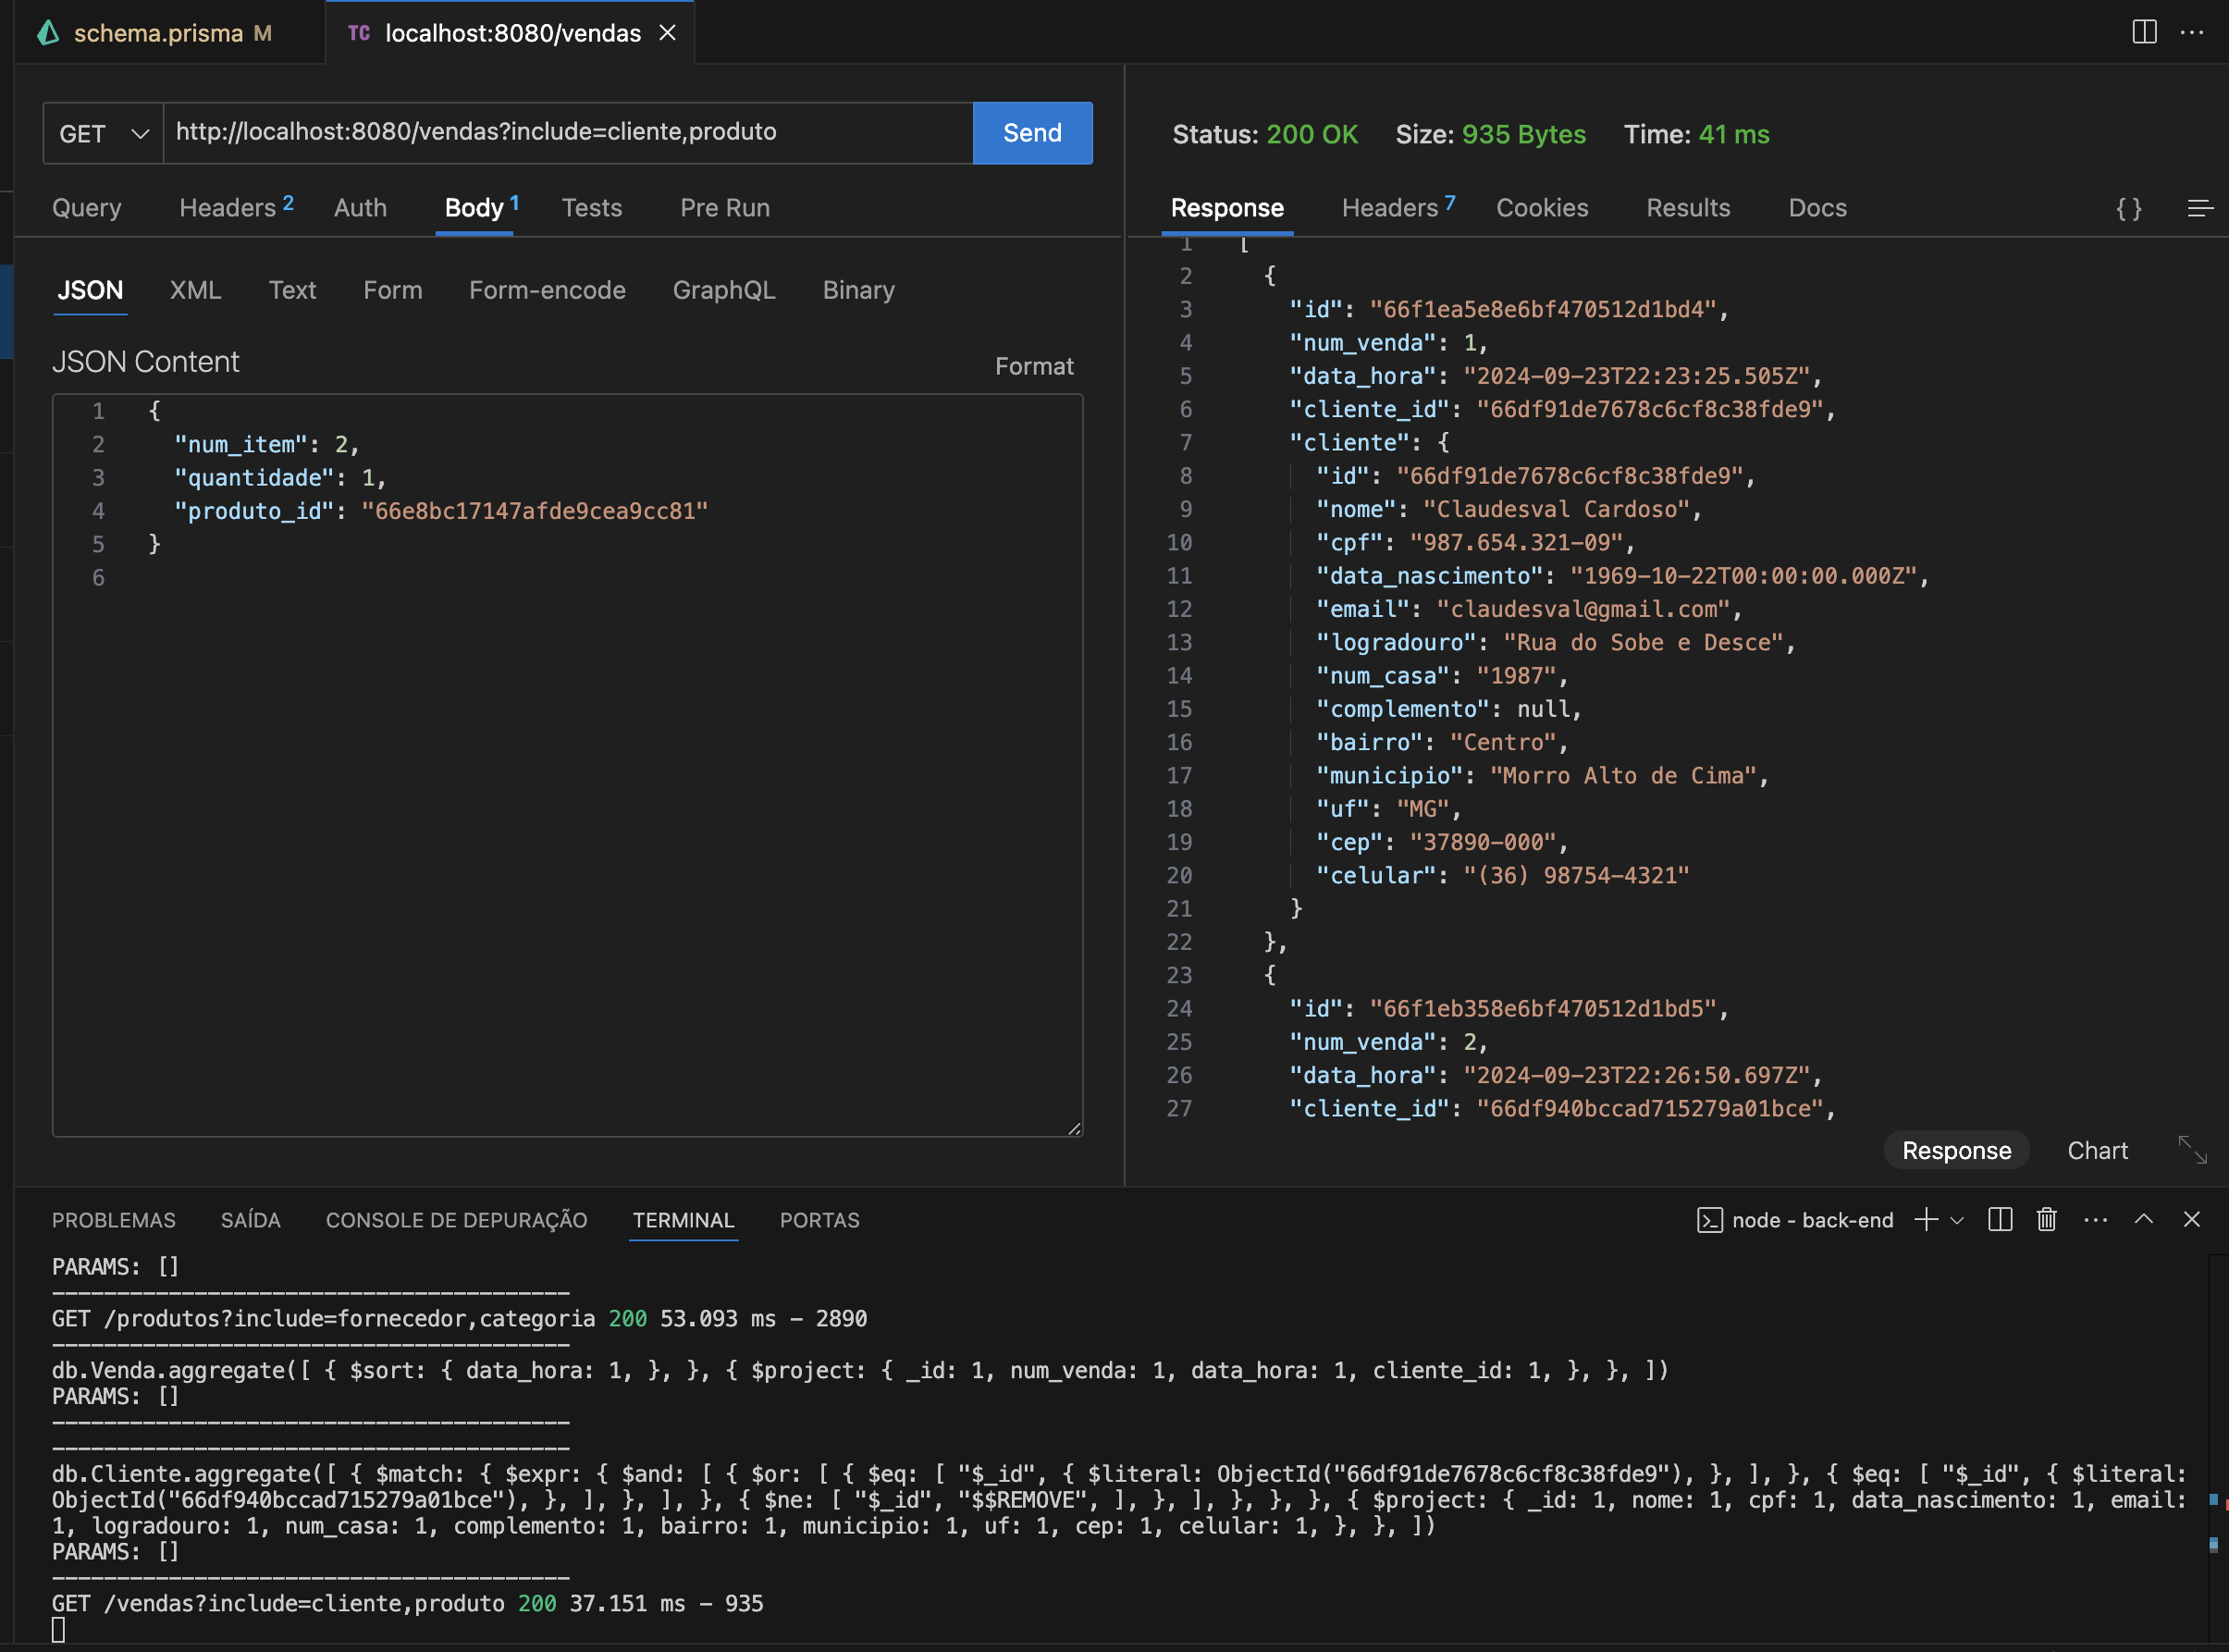 schema.prisma M
TC localhost:8080/vendas
GET http://localhost:8080/vendas?include=cliente,produto Send
Query Headers 2 Auth Body 1 Tests Pre Run
JSON XML Text Form Form-encode GraphQL Binary
JSON Content
Format
1 {
2 "num_item": 2,
3 "quantidade": 1,
4 "produto_id": "66e8bc17147afde9cea9cc81"
5 }
6
Status: 200 OK Size: 935 Bytes Time: 41 ms
Response Headers 7 Cookies Results Docs {}
1 [
2 {
3 "id": "66f1ea5e8e6bf470512d1bd4",
4 "num_venda": 1,
5 "data_hora": "2024-09-23T22:23:25.505Z",
6 "cliente_id": "66df91de7678c6cf8c38fde9",
7 "cliente": {
8 "id": "66df91de7678c6cf8c38fde9",
9 "nome": "Claudesval Cardoso",
10 "cpf": "987.654.321-09",
11 "data_nascimento": "1969-10-22T00:00:00.000Z",
12 "email": "claudesval@gmail.com",
13 "logradouro": "Rua do Sobe e Desce",
14 "num_casa": "1987",
15 "complemento": null,
16 "bairro": "Centro",
17 "municipio": "Morro Alto de Cima",
18 "uf": "MG",
19 "cep": "37890-000",
20 "celular": "(36) 98754-4321"
21 }
22 },
23 {
24 "id": "66f1eb358e6bf470512d1bd5",
25 "num_venda": 2,
26 "data_hora": "2024-09-23T22:26:50.697Z",
27 "cliente_id": "66df940bccad715279a01bce",
Response Chart
PROBLEMAS SAÍDA CONSOLE DE DEPURAÇÃO TERMINAL PORTAS
node - back-end
PARAMS: []
----------------------------------------
GET /produtos?include=fornecedor,categoria 200 53.093 ms - 2890
----------------------------------------
db.Venda.aggregate([ { $sort: { data_hora: 1, }, }, { $project: { _id: 1, num_venda: 1, data_hora: 1, cliente_id: 1, }, }, ])
PARAMS: []
----------------------------------------
----------------------------------------
db.Cliente.aggregate([ { $match: { $expr: { $and: [ { $or: [ { $eq: [ "$_id", { $literal: ObjectId("66df91de7678c6cf8c38fde9"), }, ], }, { $eq: [ "$_id", { $literal:
ObjectId("66df940bccad715279a01bce"), }, ], }, ], }, { $ne: [ "$_id", "$$REMOVE", ], }, ], }, }, }, { $project: { _id: 1, nome: 1, cpf: 1, data_nascimento: 1, email:
1, logradouro: 1, num_casa: 1, complemento: 1, bairro: 1, municipio: 1, uf: 1, cep: 1, celular: 1, }, }, ])
PARAMS: []
----------------------------------------
GET /vendas?include=cliente,produto 200 37.151 ms - 935